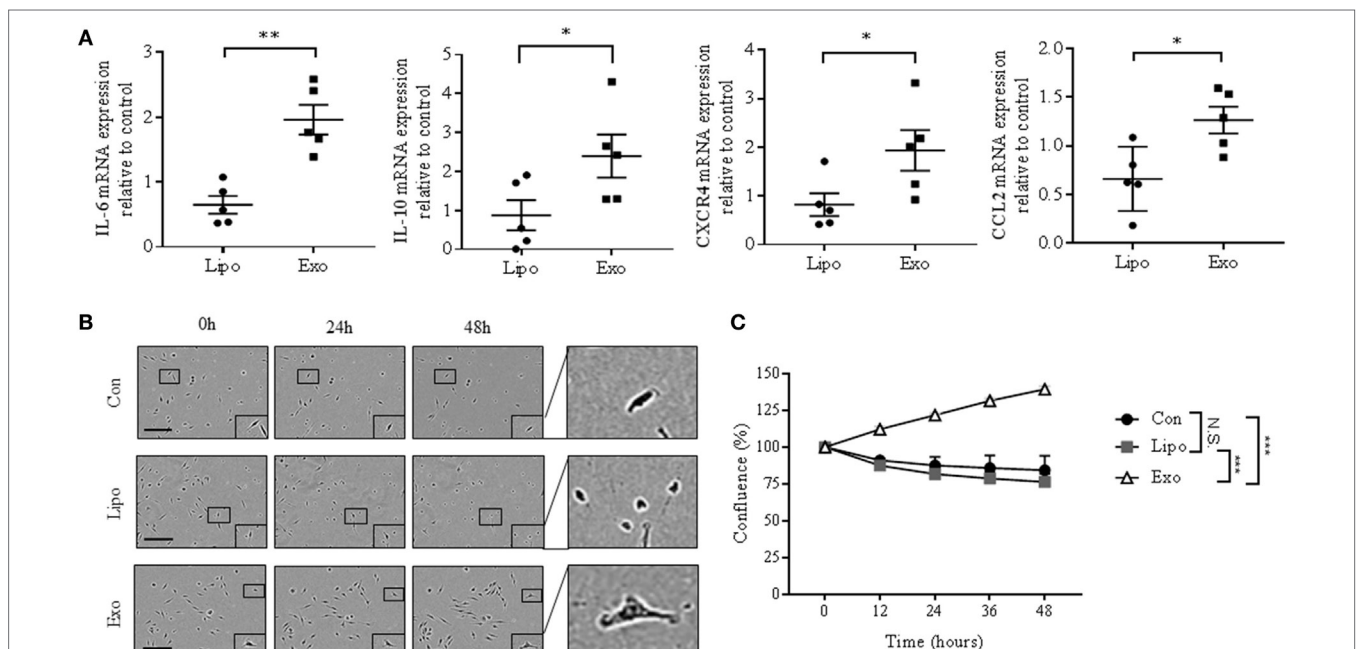 A
**
*
*
*
IL-6 mRNA expression
relative to control
3
2
1
0
Lipo
Exo
IL-10 mRNA expression
relative to control
5
4
3
2
1
0
Lipo
Exo
CXCR4 mRNA expression
relative to control
4
3
2
1
0
Lipo
Exo
CCL2 mRNA expression
relative to control
2.0
1.5
1.0
0.5
0.0
Lipo
Exo
B
0h
24h
48h
Con
Lipo
Exo
C
Confluence (%)
150
125
100
75
50
25
0
0
12
24
36
48
Time (hours)
Con
Lipo
Exo
N.S.
***
***